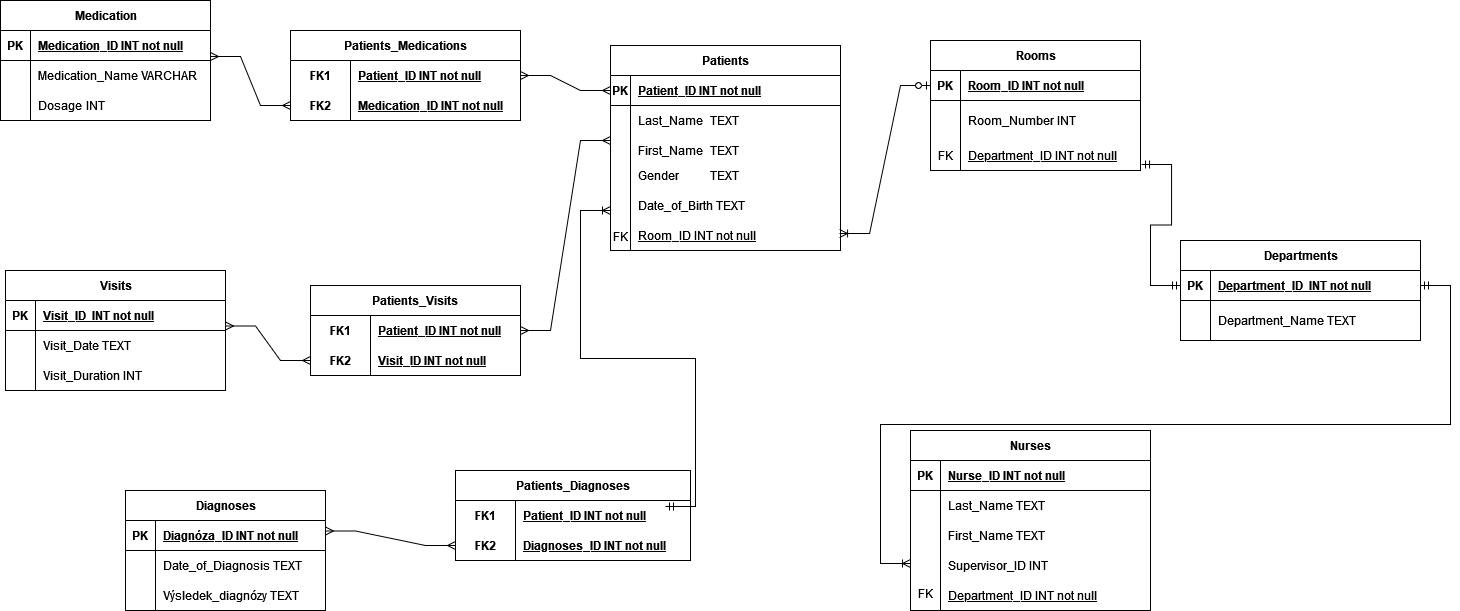 Medication
PK Medication_ID INT not null
Medication_Name VARCHAR
Dosage INT
Patients_Medications
FK1 Patient_ID INT not null
FK2 Medication_ID INT not null
Patients
PK Patient_ID INT not null
Last_Name TEXT
First_Name TEXT
Gender TEXT
Date_of_Birth TEXT
FK Room_ID INT not null
Rooms
PK Room_ID INT not null
Room_Number INT
FK Department_ID INT not null
Departments
PK Department_ID INT not null
Department_Name TEXT
Visits
PK Visit_ID INT not null
Visit_Date TEXT
Visit_Duration INT
Patients_Visits
FK1 Patient_ID INT not null
FK2 Visit_ID INT not null
Nurses
PK Nurse_ID INT not null
Last_Name TEXT
First_Name TEXT
Supervisor_ID INT
FK Department_ID INT not null
Patients_Diagnoses
FK1 Patient_ID INT not null
FK2 Diagnoses_ID INT not null
Diagnoses
PK Diagnóza_ID INT not null
Date_of_Diagnosis TEXT
Výsledek_diagnózy TEXT